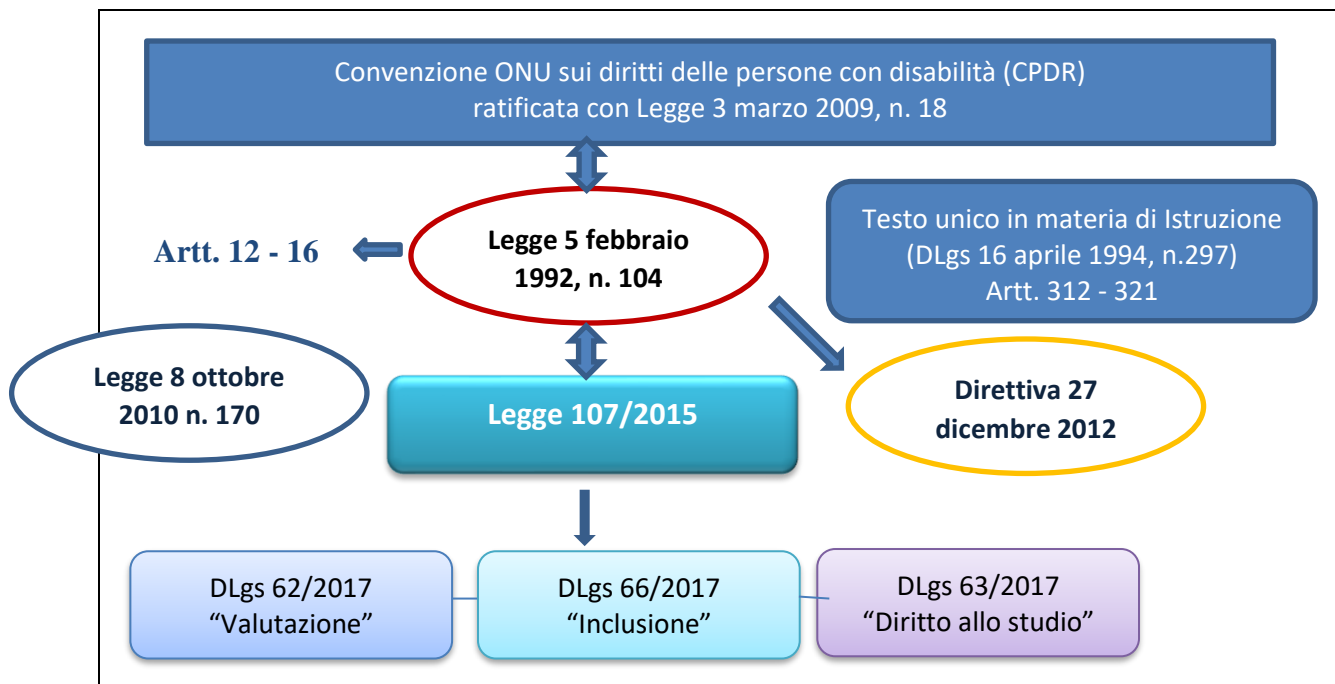 Convenzione ONU sui diritti delle persone con disabilità (CPDR)
ratificata con Legge 3 marzo 2009, n. 18
Testo unico in materia di Istruzione
(DLgs 16 aprile 1994, n.297)
Artt. 312 - 321
Legge 5 febbraio
1992, n. 104
Artt. 12 - 16
Legge 8 ottobre
2010 n. 170
Legge 107/2015
Direttiva 27
dicembre 2012
DLgs 62/2017
“Valutazione”
DLgs 66/2017
“Inclusione”
DLgs 63/2017
“Diritto allo studio”